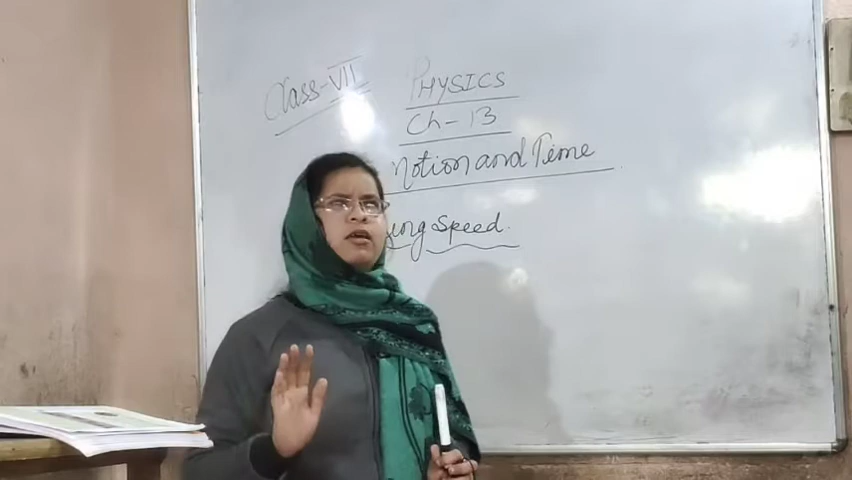 Class-VII
PHYSICS
Ch-13
Motion and Time
Speed.